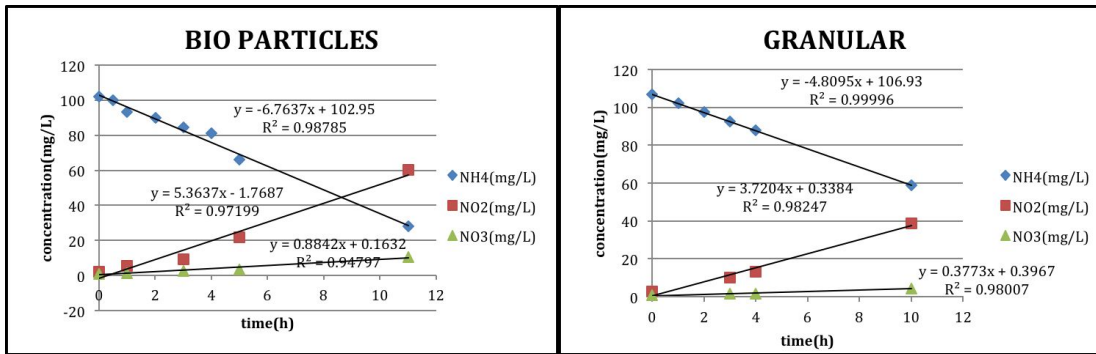 BIO PARTICLES
120
100
80
60
40
20
0
-20
concentration(mg/L)
0 2 4 6 8 10 12
time(h)
y = -6.7637x + 102.95
R² = 0.98785
y = 5.3637x - 1.7687
R² = 0.97199
0.8842x + 0.1632
R² = 0.94797
NH4(mg/L)
NO2(mg/L)
NO3(mg/L)
GRANULAR
120
100
80
60
40
20
0
concentration(mg/L)
0 2 4 6 8 10 12
time(h)
y = -4.8095x + 106.93
R² = 0.99996
y = 3.7204x + 0.3384
R² = 0.98247
y = 0.3773x + 0.3967
R² = 0.98007
NH4(mg/L)
NO2(mg/L)
NO3(mg/L)